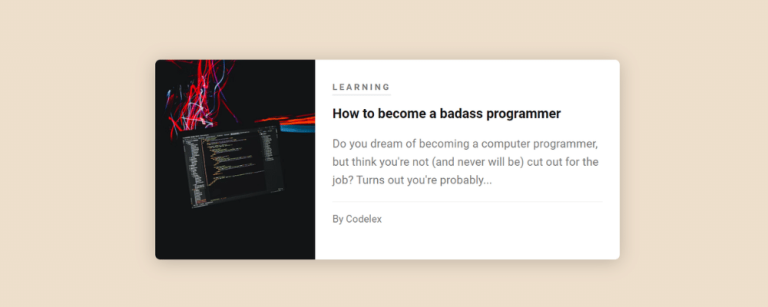 LEARNING
How to become a badass programmer
Do you dream of becoming a computer programmer,
but think you're not (and never will be) cut out for the
job? Turns out you're probably...
By Codelex